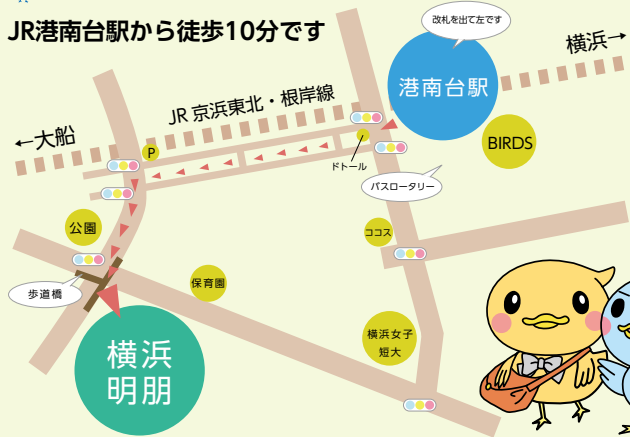 JR港南台駅から徒歩10分です
改札を出て左です
横浜→
港南台駅
JR 京浜東北・根岸線
←大船
P
ドトール
BIRDS
バスロータリー
公園
ココス
歩道橋
保育園
横浜女子
短大
横浜
明朋